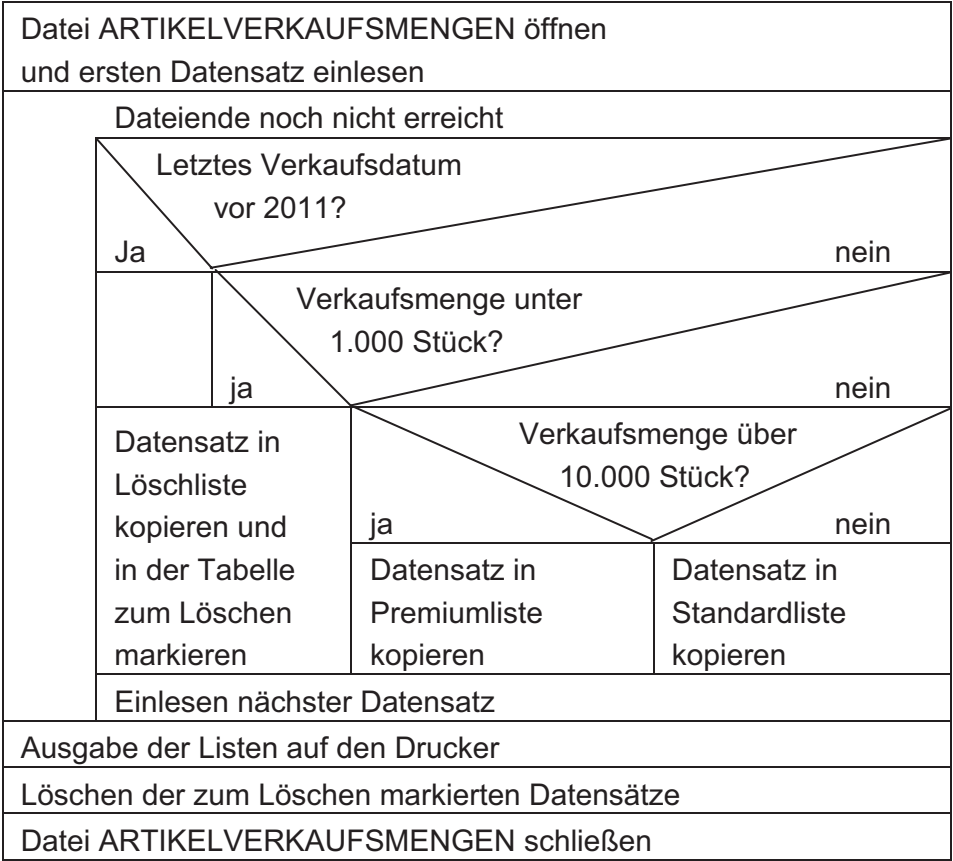 Datei ARTIKELVERKAUFSMENGEN öffnen
und ersten Datensatz einlesen
Dateiende noch nicht erreicht
Letztes Verkaufsdatum
vor 2011?
Ja
nein
Verkaufsmenge unter
1.000 Stück?
ja
nein
Datensatz in
Löschliste
kopieren und
in der Tabelle
zum Löschen
markieren
Verkaufsmenge über
10.000 Stück?
ja
nein
Datensatz in
Premiumliste
kopieren
Datensatz in
Standardliste
kopieren
Einlesen nächster Datensatz
Ausgabe der Listen auf den Drucker
Löschen der zum Löschen markierten Datensätze
Datei ARTIKELVERKAUFSMENGEN schließen